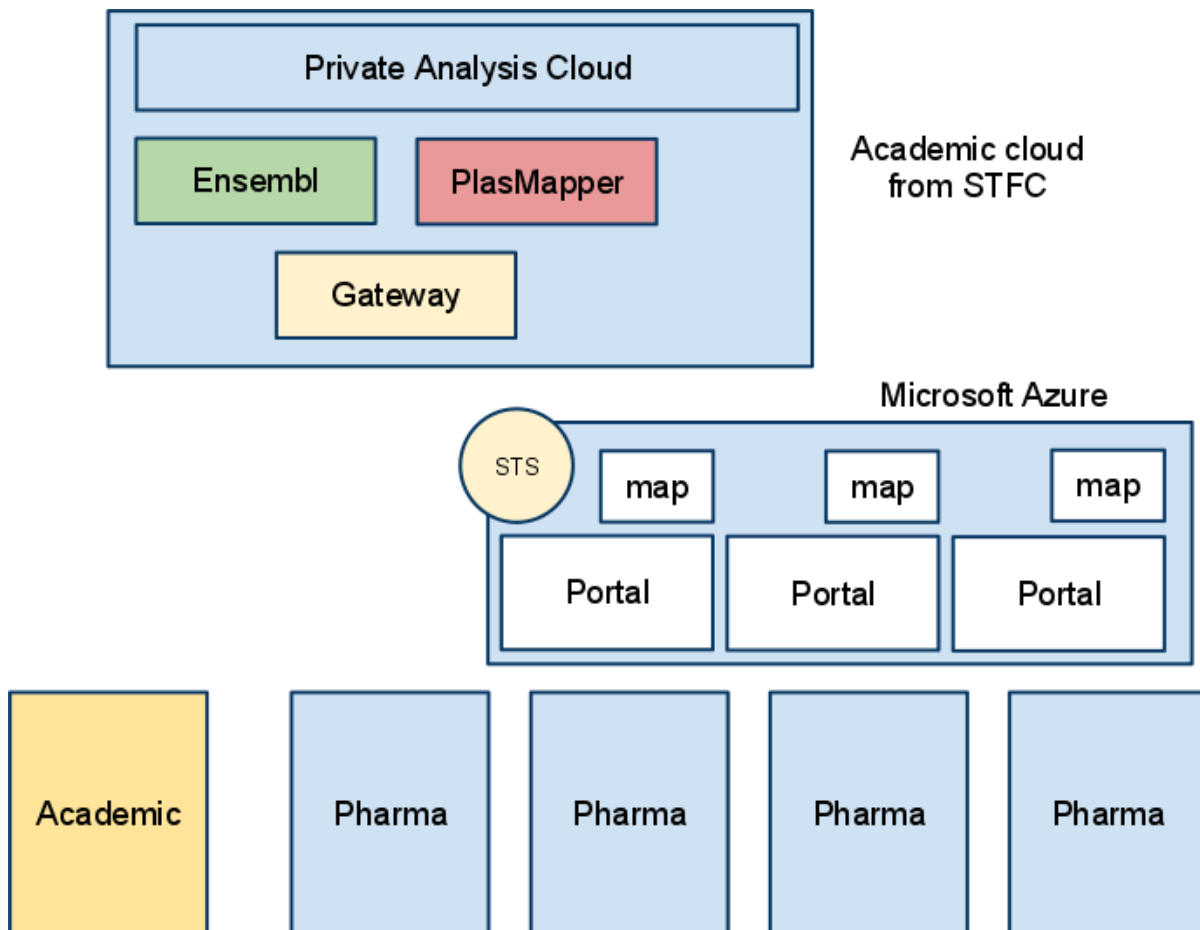 Private Analysis Cloud
Ensembl
PlasMapper
Academic cloud
from STFC
Gateway
Microsoft Azure
STS
map
map
map
Portal
Portal
Portal
Academic
Pharma
Pharma
Pharma
Pharma